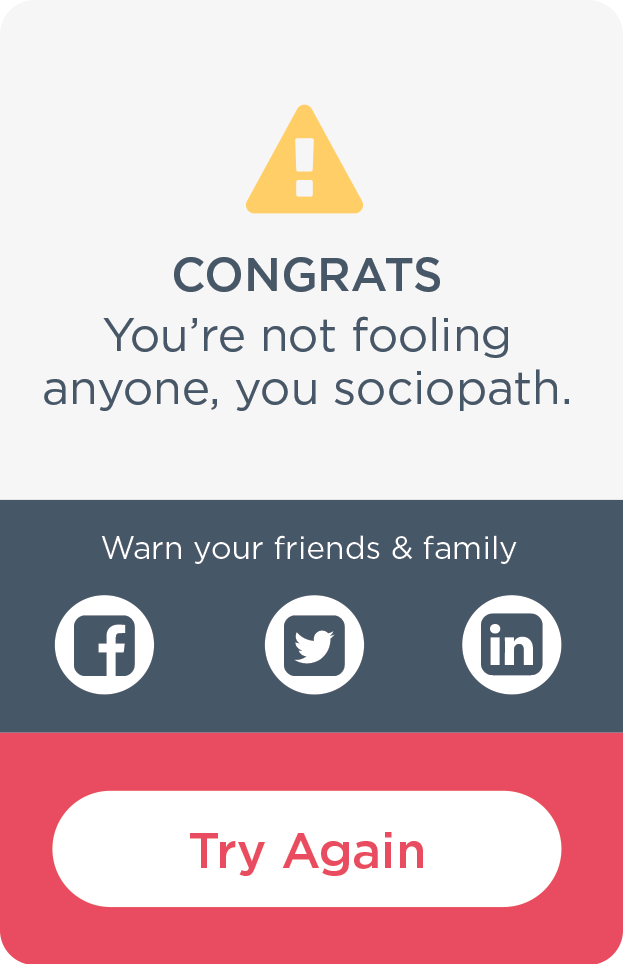 CONGRATS
You’re not fooling
anyone, you sociopath.
Warn your friends & family
in
Try Again